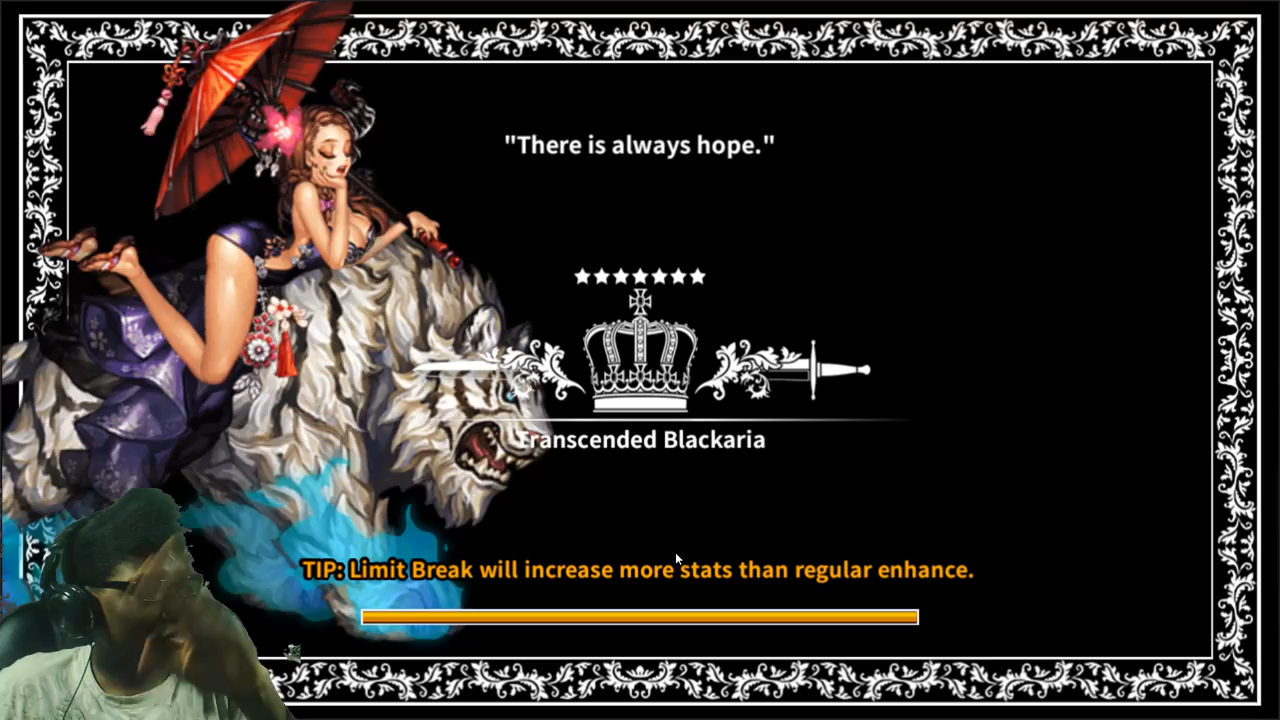 "There is always hope."
Transcended Blackaria
TIP: Limit Break will increase more stats than regular enhance.